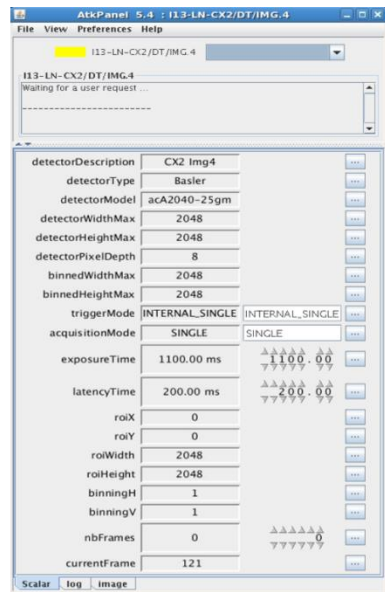 AtkPanel 5.4 : I13-LN-CX2/DT/IMG.4
File View Preferences Help
I13-LN-CX2/DT/IMG.4
I13-LN-CX2/DT/IMG.4
Waiting for a user request ...
-----------------------
detectorDescription CX2 Img4 ...
detectorType Basler ...
detectorModel acA2040-25gm ...
detectorWidthMax 2048 ...
detectorHeightMax 2048 ...
detectorPixelDepth 8 ...
binnedWidthMax 2048 ...
binnedHeightMax 2048 ...
triggerMode INTERNAL_SINGLE INTERNAL_SINGLE ...
acquisitionMode SINGLE SINGLE ...
exposureTime 1100.00 ms 1100.00 ...
latencyTime 200.00 ms 200.00 ...
roiX 0 ...
roiY 0 ...
roiWidth 2048 ...
roiHeight 2048 ...
binningH 1 ...
binningV 1 ...
nbFrames 0 0 ...
currentFrame 121 ...
Scalar log image